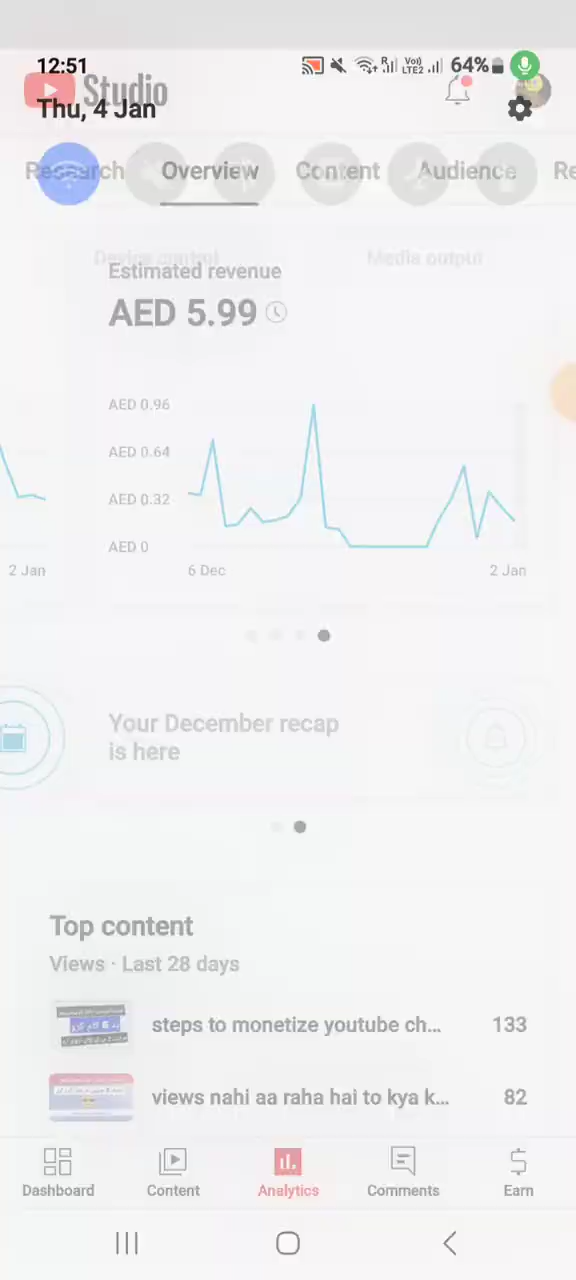 12:51
R
Vo))
LTE2
64%
Studio
Thu, 4 Jan
Research
Overview
Content
Audience
Re
Device control
Media output
Estimated revenue
AED 5.99
AED 0.96
AED 0.64
AED 0.32
AED 0
2 Jan
6 Dec
2 Jan
Your December recap
is here
Top content
Views · Last 28 days
steps to monetize youtube ch...
133
views nahi aa raha hai to kya k...
82
Dashboard
Content
Analytics
Comments
Earn